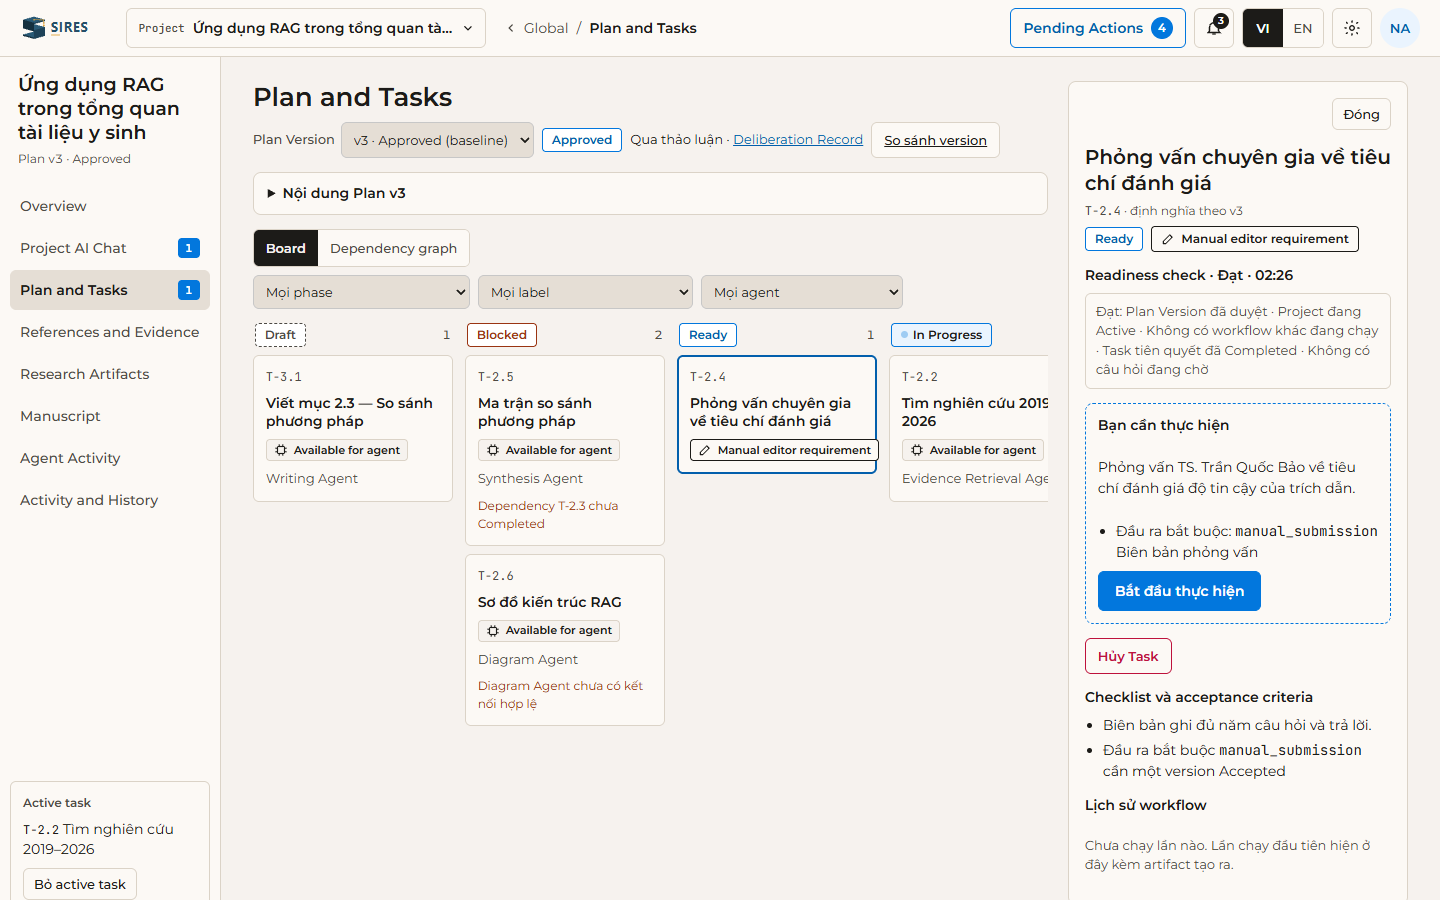 SIRES
Project Ứng dụng RAG trong tổng quan tà...
Global / Plan and Tasks
Pending Actions 4
3
VI EN
NA
Ứng dụng RAG
trong tổng quan
tài liệu y sinh
Plan v3 · Approved
Overview
Project AI Chat 1
Plan and Tasks 1
References and Evidence
Research Artifacts
Manuscript
Agent Activity
Activity and History
Active task
T-2.2 Tìm nghiên cứu
2019–2026
Bỏ active task
Plan and Tasks
Plan Version v3 · Approved (baseline) Approved Qua thảo luận · Deliberation Record So sánh version
Nội dung Plan v3
Board Dependency graph
Mọi phase Mọi label Mọi agent
Draft 1
T-3.1
Viết mục 2.3 — So sánh
phương pháp
Available for agent
Writing Agent
Blocked 2
T-2.5
Ma trận so sánh
phương pháp
Available for agent
Synthesis Agent
Dependency T-2.3 chưa
Completed
T-2.6
Sơ đồ kiến trúc RAG
Available for agent
Diagram Agent
Diagram Agent chưa có kết
nối hợp lệ
Ready 1
T-2.4
Phỏng vấn chuyên gia
về tiêu chí đánh giá
Manual editor requirement
In Progress
T-2.2
Tìm nghiên cứu 2019
2026
Available for agent
Evidence Retrieval Age
Đóng
Phỏng vấn chuyên gia về tiêu
chí đánh giá
T-2.4 · định nghĩa theo v3
Ready Manual editor requirement
Readiness check · Đạt · 02:26
Đạt: Plan Version đã duyệt · Project đang
Active · Không có workflow khác đang chạy
· Task tiên quyết đã Completed · Không có
câu hỏi đang chờ
Bạn cần thực hiện
Phỏng vấn TS. Trần Quốc Bảo về tiêu
chí đánh giá độ tin cậy của trích dẫn.
• Đầu ra bắt buộc: manual_submission
Biên bản phỏng vấn
Bắt đầu thực hiện
Hủy Task
Checklist và acceptance criteria
• Biên bản ghi đủ năm câu hỏi và trả lời.
• Đầu ra bắt buộc manual_submission
cần một version Accepted
Lịch sử workflow
Chưa chạy lần nào. Lần chạy đầu tiên hiện ở
đây kèm artifact tạo ra.